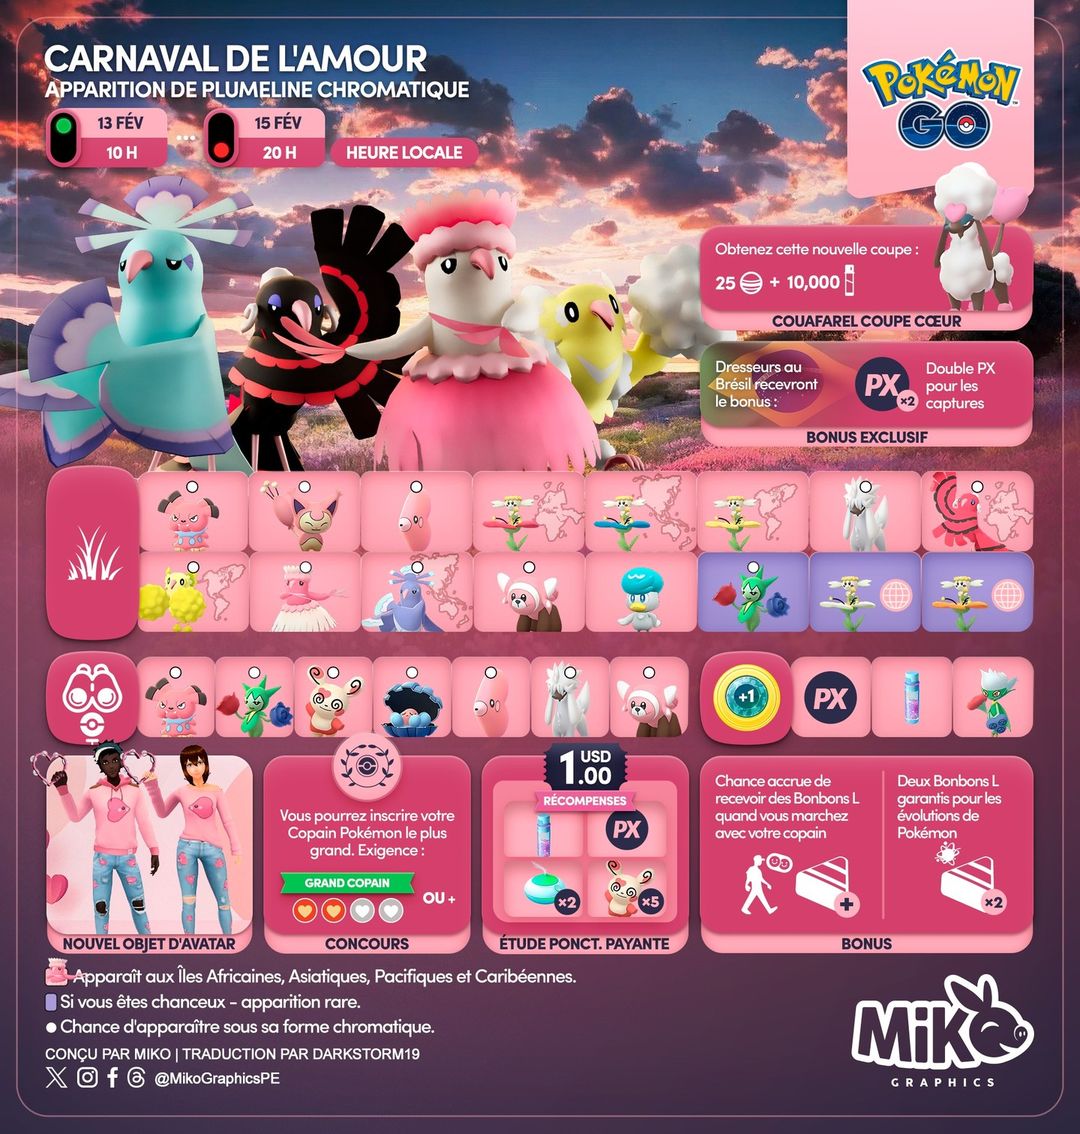 CARNAVAL DE L'AMOUR
APPARITION DE PLUMELINE CHROMATIQUE
13 FÉV
10 H
...
15 FÉV
20 H
HEURE LOCALE
POKÉMON
GO
Obtenez cette nouvelle coupe :
25 + 10,000
COUAFAREL COUPE CŒUR
Dresseurs au
Brésil recevront
le bonus :
PX
×2
Double PX
pour les
captures
BONUS EXCLUSIF
+1
PX
NOUVEL OBJET D'AVATAR
Vous pourrez inscrire votre
Copain Pokémon le plus
grand. Exigence :
GRAND COPAIN
OU +
CONCOURS
1 USD
.00
RÉCOMPENSES
PX
×2
×5
ÉTUDE PONCT. PAYANTE
Chance accrue de
recevoir des Bonbons L
quand vous marchez
avec votre copain
+
Deux Bonbons L
garantis pour les
évolutions de
Pokémon
×2
BONUS
Apparaît aux Îles Africaines, Asiatiques, Pacifiques et Caribéennes.
Si vous êtes chanceux - apparition rare.
Chance d'apparaître sous sa forme chromatique.
CONÇU PAR MIKO | TRADUCTION PAR DARKSTORM19
@MikoGraphicsPE
MiKO
GRAPHICS